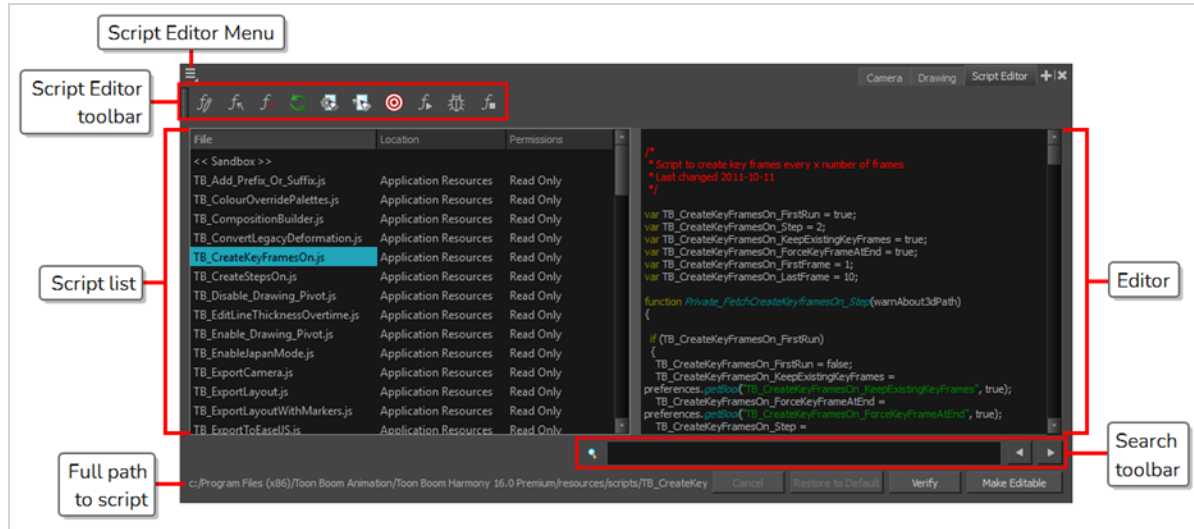 Script Editor Menu
Script Editor
toolbar
Camera Drawing Script Editor
File Location Permissions
<< Sandbox >>
TB_Add_Prefix_Or_Suffix.js Application Resources Read Only
TB_ColourOverridePalettes.js Application Resources Read Only
TB_CompositionBuilder.js Application Resources Read Only
TB_ConvertLegacyDeformation.js Application Resources Read Only
TB_CreateKeyFramesOn.js Application Resources Read Only
TB_CreateStepsOn.js Application Resources Read Only
TB_Disable_Drawing_Pivot.js Application Resources Read Only
TB_EditLineThicknessOvertime.js Application Resources Read Only
TB_Enable_Drawing_Pivot.js Application Resources Read Only
TB_EnableJapanMode.js Application Resources Read Only
TB_ExportCamera.js Application Resources Read Only
TB_ExportLayout.js Application Resources Read Only
TB_ExportLayoutWithMarkers.js Application Resources Read Only
TB_ExportToEaselJS.js Application Resources Read Only
/*
* Script to create key frames every x number of frames
* Last changed 2011-10-11
*/
var TB_CreateKeyFramesOn_FirstRun = true;
var TB_CreateKeyFramesOn_Step = 2;
var TB_CreateKeyFramesOn_KeepExistingKeyFrames = true;
var TB_CreateKeyFramesOn_ForceKeyFrameAtEnd = true;
var TB_CreateKeyFramesOn_FirstFrame = 1;
var TB_CreateKeyFramesOn_LastFrame = 10;
function Private_FetchCreateKeyframesOn_Step(warnAbout3dPath)
{
if (TB_CreateKeyFramesOn_FirstRun)
{
TB_CreateKeyFramesOn_FirstRun = false;
TB_CreateKeyFramesOn_KeepExistingKeyFrames =
preferences.getBool("TB_CreateKeyFramesOn_KeepExistingKeyFrames", true);
TB_CreateKeyFramesOn_ForceKeyFrameAtEnd =
preferences.getBool("TB_CreateKeyFramesOn_ForceKeyFrameAtEnd", true);
TB_CreateKeyFramesOn_Step =
Script list
Editor
Search
toolbar
Full path
to script
c:/Program Files (x86)/Toon Boom Animation/Toon Boom Harmony 16.0 Premium/resources/scripts/TB_CreateKey
Cancel Restore to Default Verify Make Editable